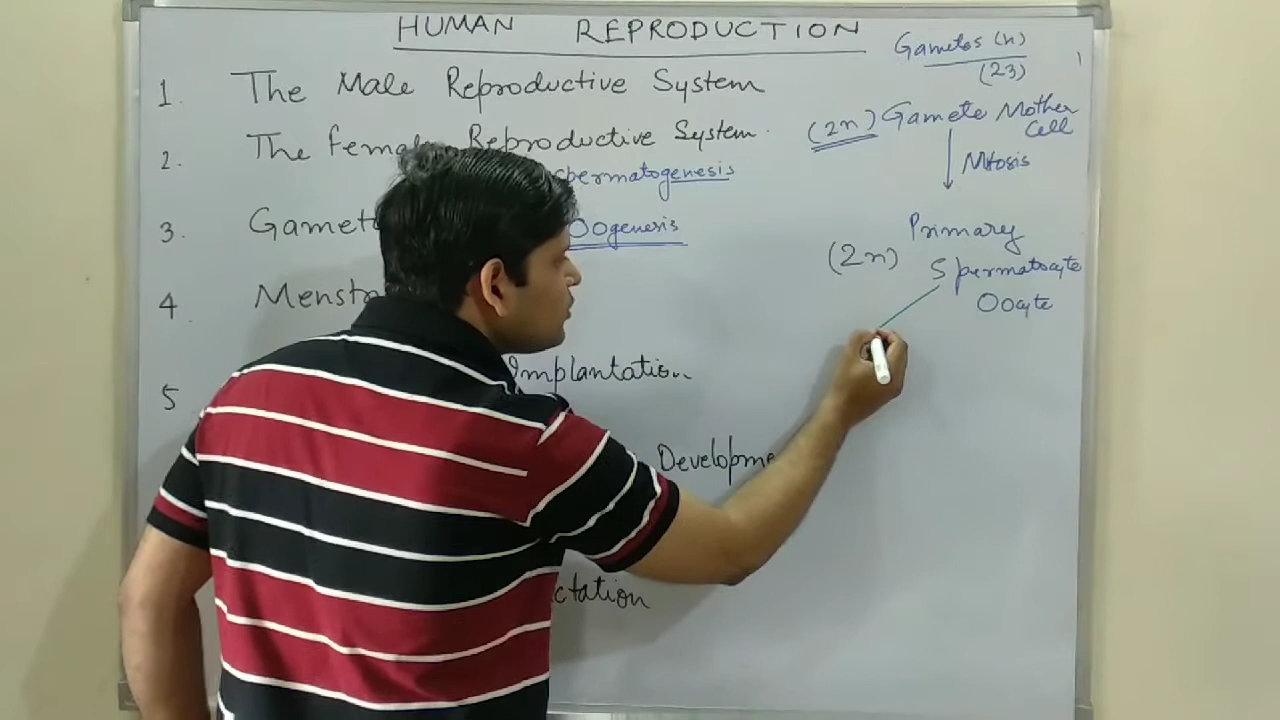 HUMAN REPRODUCTION
1. The Male Reproductive System
2. The Female Reproductive System.
spermatogenesis
3. Gamet
Oogenesis
4 Menstr
5 Implantation
Developme
ctation
Gametes (n)
(23)
(2n) Gamete Mother
Cell
Mitosis
Primary
(2n) Spermatocyte
Oocyte